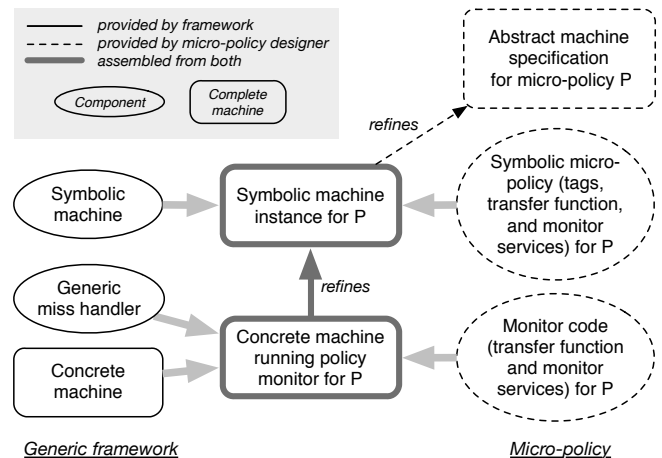 provided by framework
provided by micro-policy designer
assembled from both
Component
Complete
machine
Abstract machine
specification
for micro-policy P
refines
Symbolic
machine
Symbolic machine
instance for P
Symbolic micro-
policy (tags,
transfer function,
and monitor
services) for P
refines
Generic
miss handler
Concrete
machine
Concrete machine
running policy
monitor for P
Monitor code
(transfer function
and monitor
services) for P
Generic framework
Micro-policy